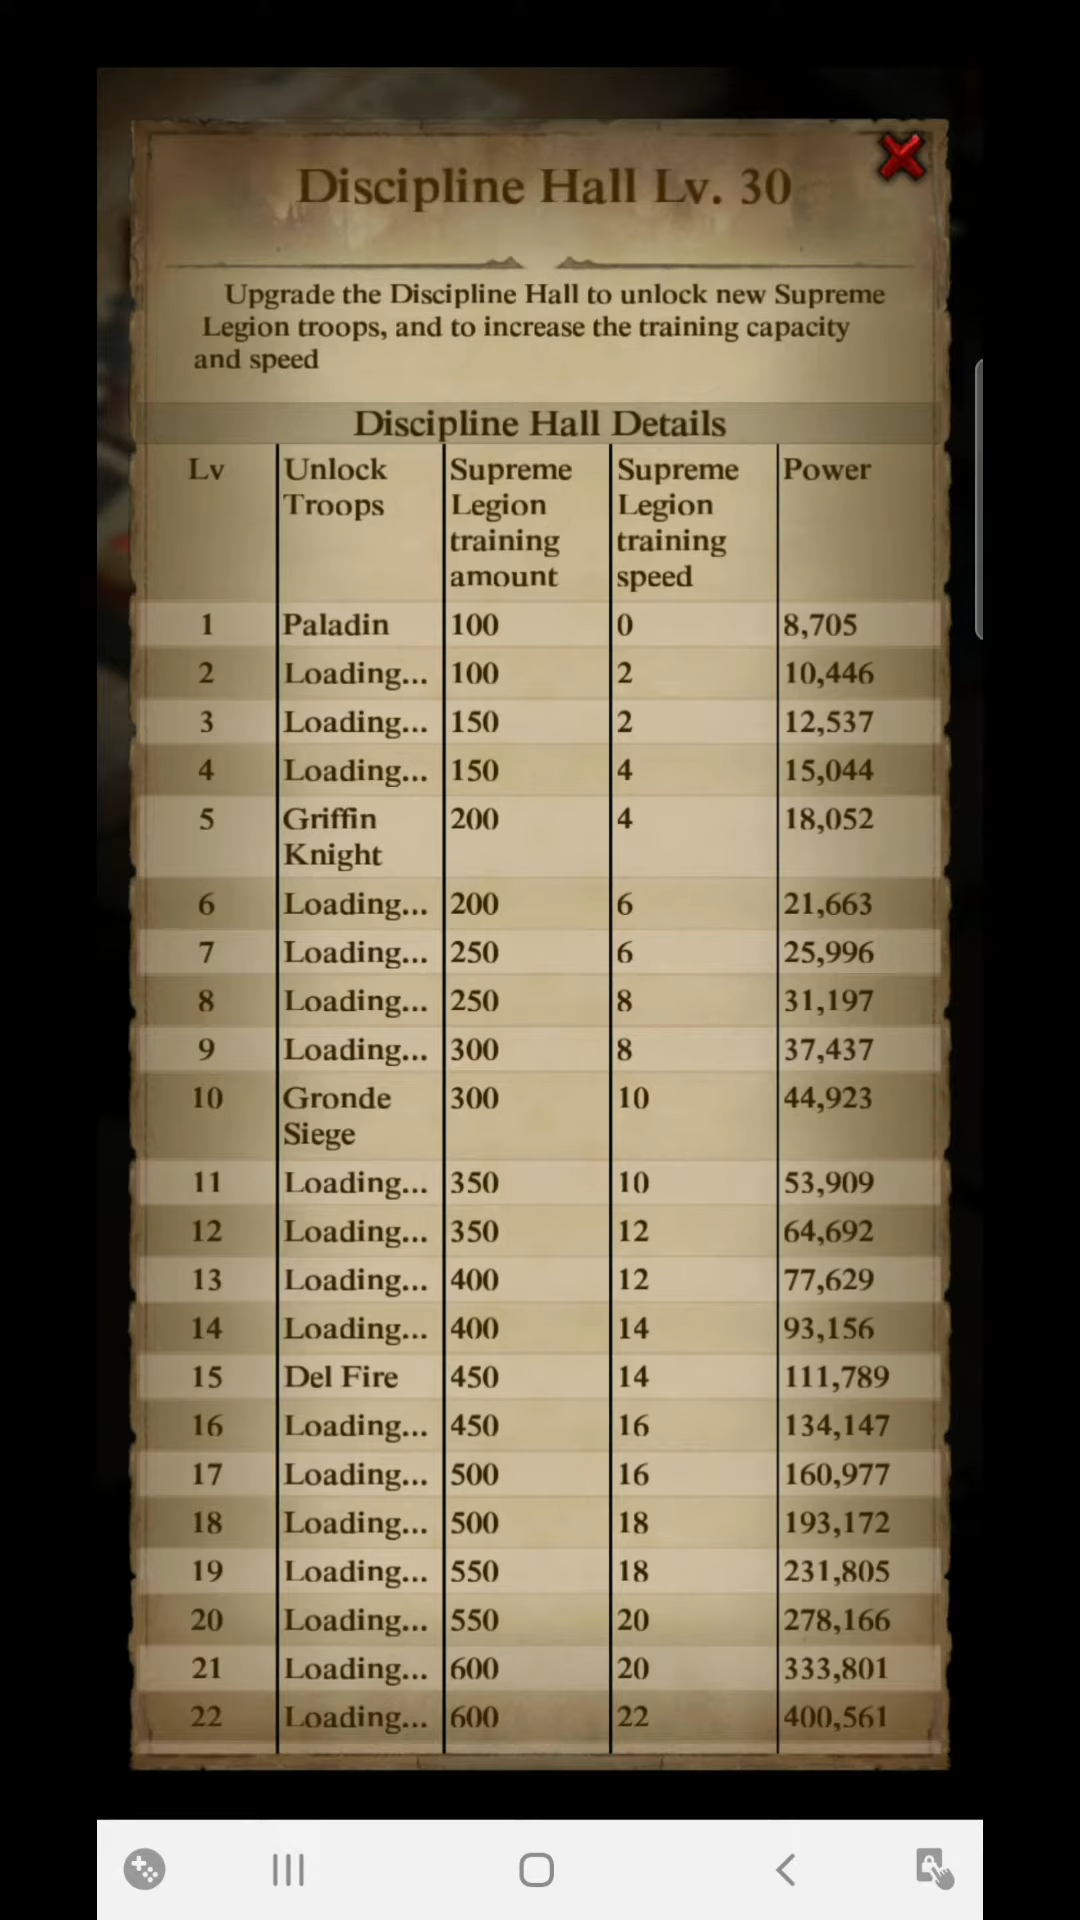 Discipline Hall Lv. 30
Upgrade the Discipline Hall to unlock new Supreme
Legion troops, and to increase the training capacity
and speed
Discipline Hall Details
Lv Unlock Troops Supreme Legion training amount Supreme Legion training speed Power
1 Paladin 100 0 8,705
2 Loading... 100 2 10,446
3 Loading... 150 2 12,537
4 Loading... 150 4 15,044
5 Griffin Knight 200 4 18,052
6 Loading... 200 6 21,663
7 Loading... 250 6 25,996
8 Loading... 250 8 31,197
9 Loading... 300 8 37,437
10 Gronde Siege 300 10 44,923
11 Loading... 350 10 53,909
12 Loading... 350 12 64,692
13 Loading... 400 12 77,629
14 Loading... 400 14 93,156
15 Del Fire 450 14 111,789
16 Loading... 450 16 134,147
17 Loading... 500 16 160,977
18 Loading... 500 18 193,172
19 Loading... 550 18 231,805
20 Loading... 550 20 278,166
21 Loading... 600 20 333,801
22 Loading... 600 22 400,561